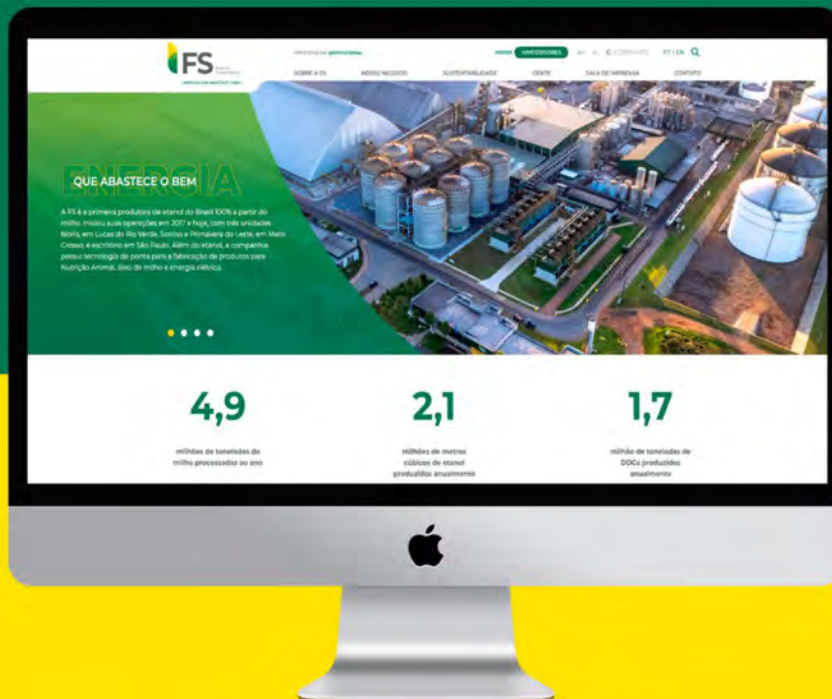 FS
INSTITUCIONAL
INVESTIDORES
A+
A-
CONTRASTE
PT | EN
SOBRE A FS
NOSSO NEGÓCIO
SUSTENTABILIDADE
GENTE
SALA DE IMPRENSA
CONTATO
ENERGIA
QUE ABASTECE O BEM
A FS é a primeira produtora de etanol do Brasil 100% a partir do
milho. Iniciou suas operações em 2017 e hoje, com três unidades
fabris, em Lucas do Rio Verde, Sorriso e Primavera do Leste, em Mato
Grosso, e escritório em São Paulo. Além do etanol, a companhia
possui tecnologia de ponta para a fabricação de produtos para
Nutrição Animal, óleo de milho e energia elétrica.
4,9
milhões de toneladas de
milho processadas ao ano
2,1
milhões de metros
cúbicos de etanol
produzidos anualmente
1,7
milhão de toneladas de
DDGs produzidos
anualmente